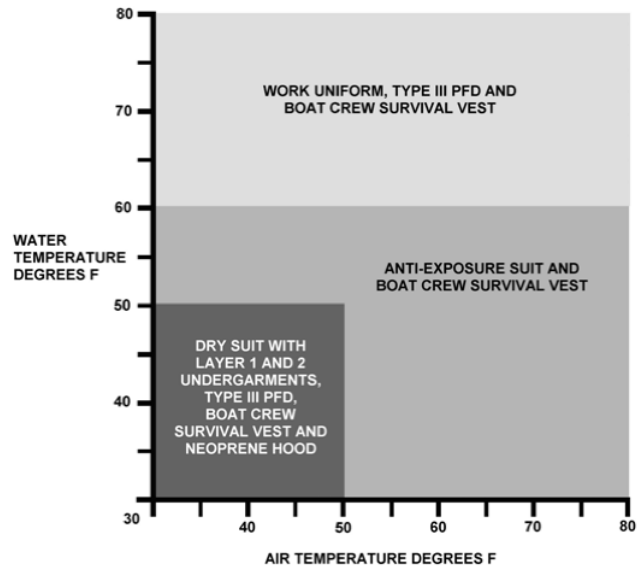 80
WORK UNIFORM, TYPE III PFD AND
BOAT CREW SURVIVAL VEST
70
60
WATER
TEMPERATURE
DEGREES F
ANTI-EXPOSURE SUIT AND
BOAT CREW SURVIVAL VEST
50
DRY SUIT WITH
LAYER 1 AND 2
UNDERGARMENTS,
TYPE III PFD,
BOAT CREW
SURVIVAL VEST AND
NEOPRENE HOOD
40
30 40 50 60 70 80
AIR TEMPERATURE DEGREES F